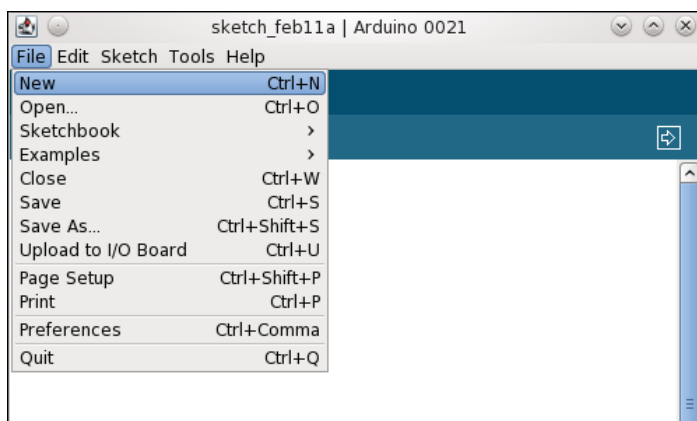 sketch_feb11a | Arduino 0021
File Edit Sketch Tools Help
New Ctrl+N
Open... Ctrl+O
Sketchbook >
Examples >
Close Ctrl+W
Save Ctrl+S
Save As... Ctrl+Shift+S
Upload to I/O Board Ctrl+U
Page Setup Ctrl+Shift+P
Print Ctrl+P
Preferences Ctrl+Comma
Quit Ctrl+Q